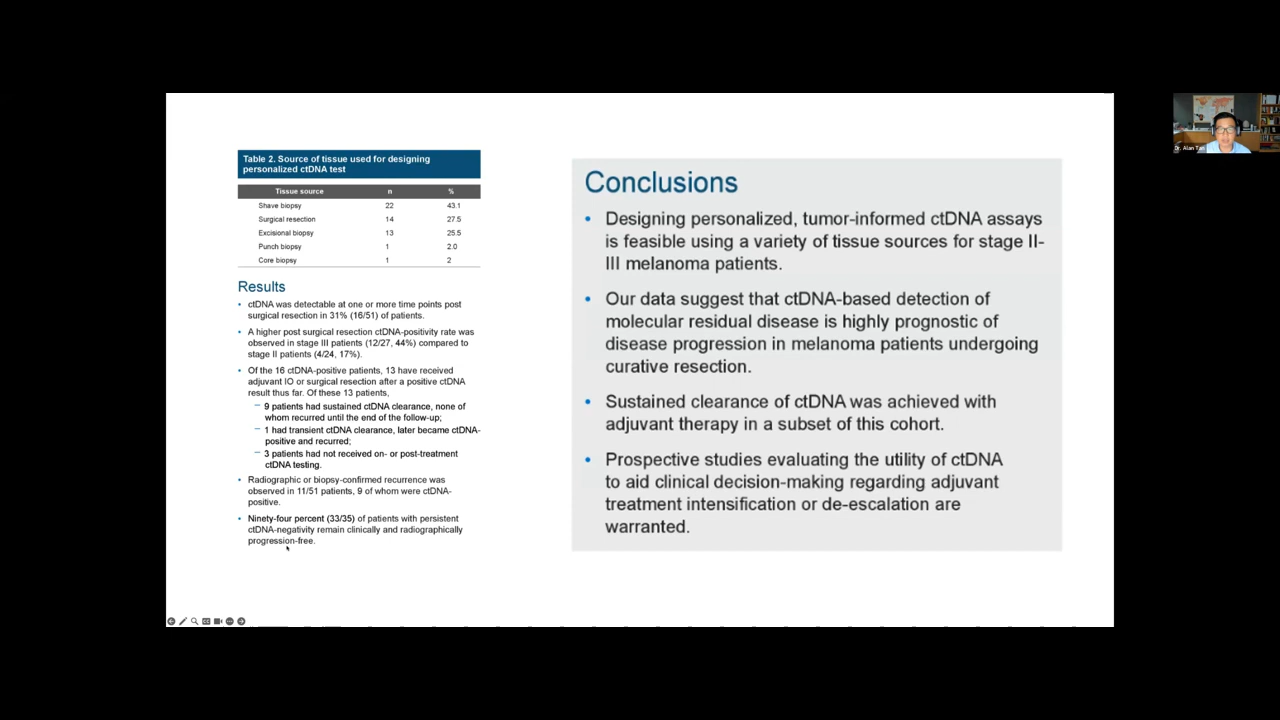 Table 2. Source of tissue used for designing
personalized ctDNA test
Tissue source n %
Shave biopsy 22 43.1
Surgical resection 14 27.5
Excisional biopsy 13 25.5
Punch biopsy 1 2.0
Core biopsy 1 2
Results
• ctDNA was detectable at one or more time points post
surgical resection in 31% (16/51) of patients.
• A higher post surgical resection ctDNA-positivity rate was
observed in stage III patients (12/27, 44%) compared to
stage II patients (4/24, 17%).
• Of the 16 ctDNA-positive patients, 13 have received
adjuvant IO or surgical resection after a positive ctDNA
result thus far. Of these 13 patients,
– 9 patients had sustained ctDNA clearance, none of
whom recurred until the end of the follow-up;
– 1 had transient ctDNA clearance, later became ctDNA-
positive and recurred;
– 3 patients had not received on- or post-treatment
ctDNA testing.
• Radiographic or biopsy-confirmed recurrence was
observed in 11/51 patients, 9 of whom were ctDNA-
positive.
• Ninety-four percent (33/35) of patients with persistent
ctDNA-negativity remain clinically and radiographically
progression-free.
Conclusions
• Designing personalized, tumor-informed ctDNA assays
is feasible using a variety of tissue sources for stage II-
III melanoma patients.
• Our data suggest that ctDNA-based detection of
molecular residual disease is highly prognostic of
disease progression in melanoma patients undergoing
curative resection.
• Sustained clearance of ctDNA was achieved with
adjuvant therapy in a subset of this cohort.
• Prospective studies evaluating the utility of ctDNA
to aid clinical decision-making regarding adjuvant
treatment intensification or de-escalation are
warranted.
Dr. Alan